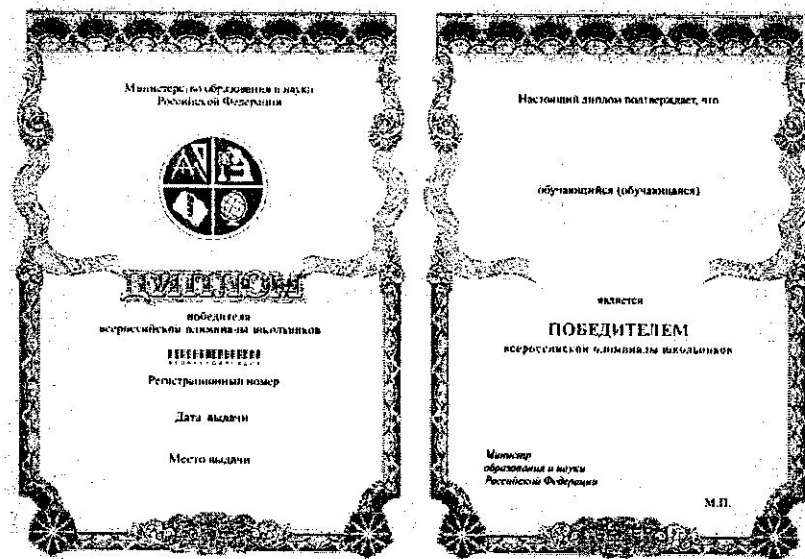 Министерство образования и науки
Российской Федерации
ДИПЛОМ
победителя
всероссийской олимпиады школьников
Регистрационный номер
Дата выдачи
Место выдачи
Настоящий диплом подтверждает, что
обучающийся (обучающаяся)
является
ПОБЕДИТЕЛЕМ
всероссийской олимпиады школьников
Министр
образования и науки
Российской Федерации
М.П.